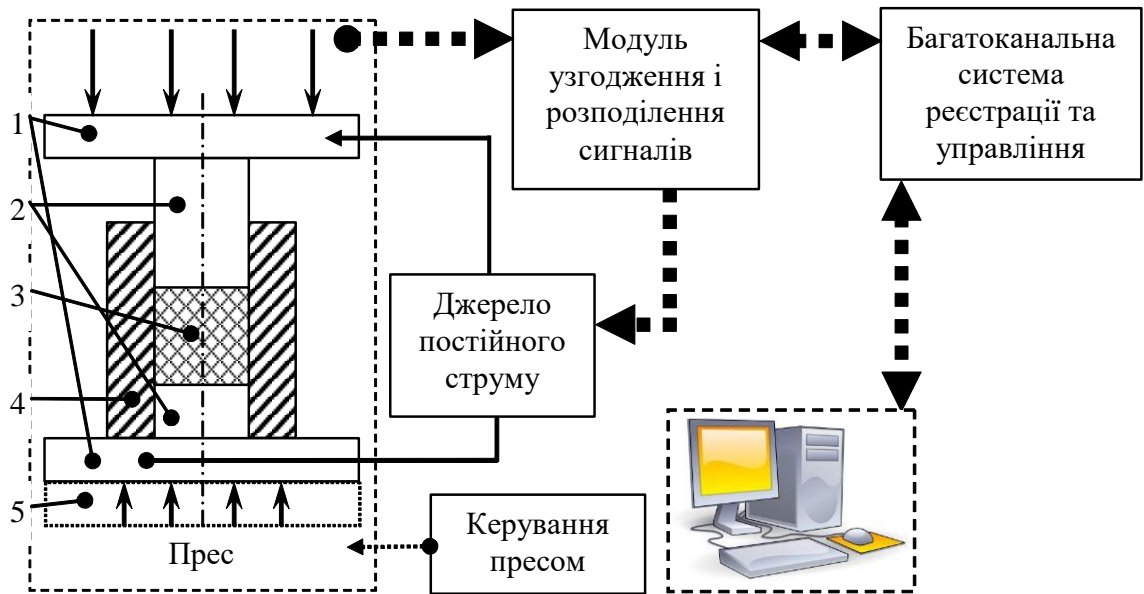 Модуль
узгодження і
розподілення
сигналів
Багатоканальна
система
реєстрації та
управління
1
2
3
4
5
Джерело
постійного
струму
Прес
Керування
пресом